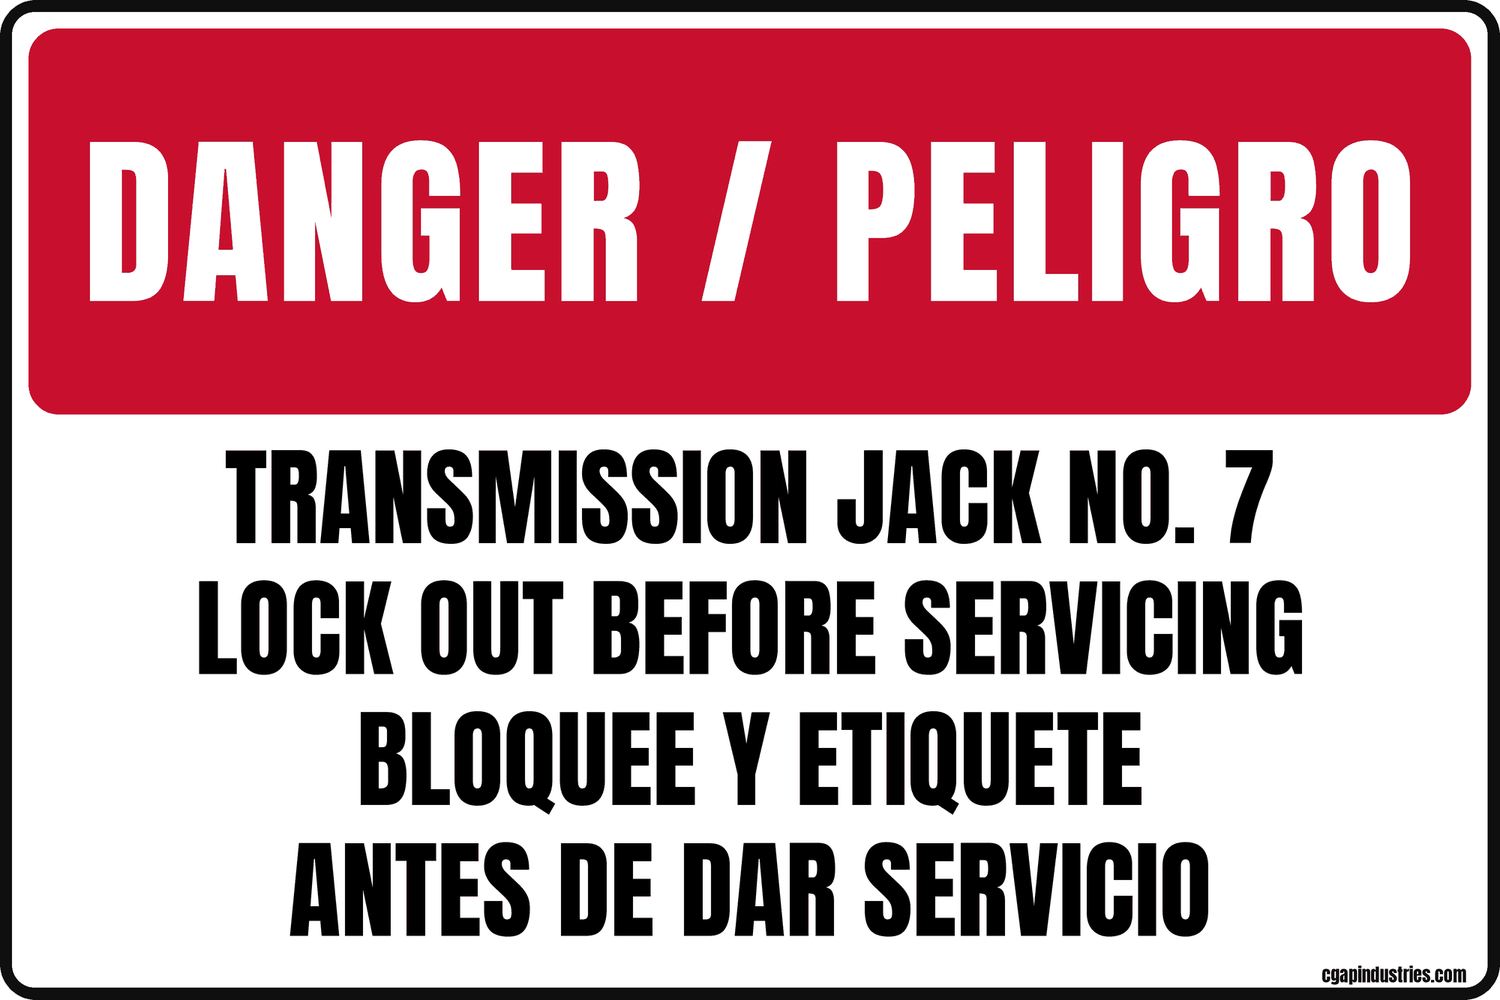 DANGER / PELIGRO
TRANSMISSION JACK NO. 7
LOCK OUT BEFORE SERVICING
BLOQUEE Y ETIQUETE
ANTES DE DAR SERVICIO
cgapindustries.com